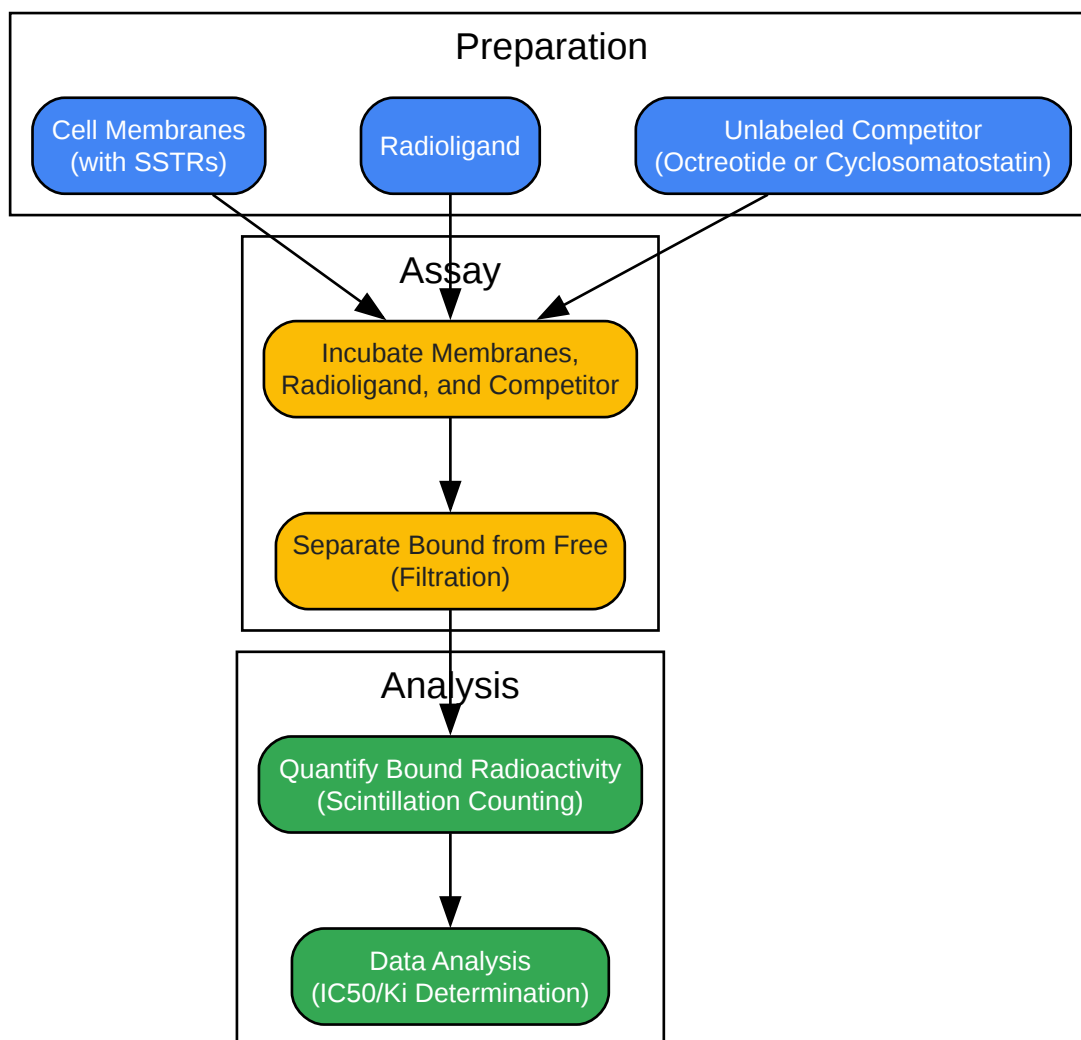 Preparation
Cell Membranes
(with SSTRs)
Radioligand
Unlabeled Competitor
(Octreotide or Cyclosomatostatin)
Assay
Incubate Membranes,
Radioligand, and Competitor
Separate Bound from Free
(Filtration)
Analysis
Quantify Bound Radioactivity
(Scintillation Counting)
Data Analysis
(IC50/Ki Determination)